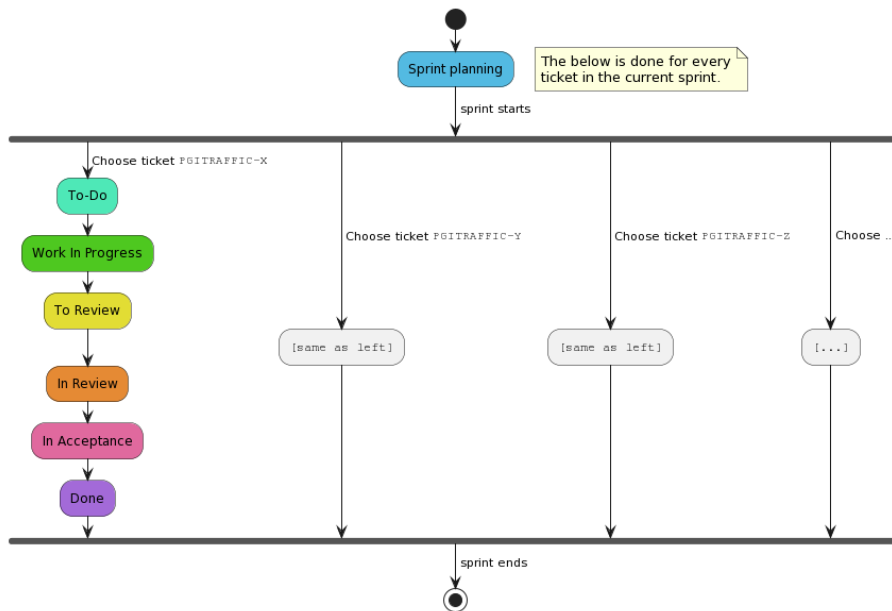 Sprint planning
The below is done for every
ticket in the current sprint.
sprint starts
Choose ticket PGITRAFFIC-X
To-Do
Work In Progress
To Review
In Review
In Acceptance
Done
Choose ticket PGITRAFFIC-Y
[same as left]
Choose ticket PGITRAFFIC-Z
[same as left]
Choose ..
[...]
sprint ends